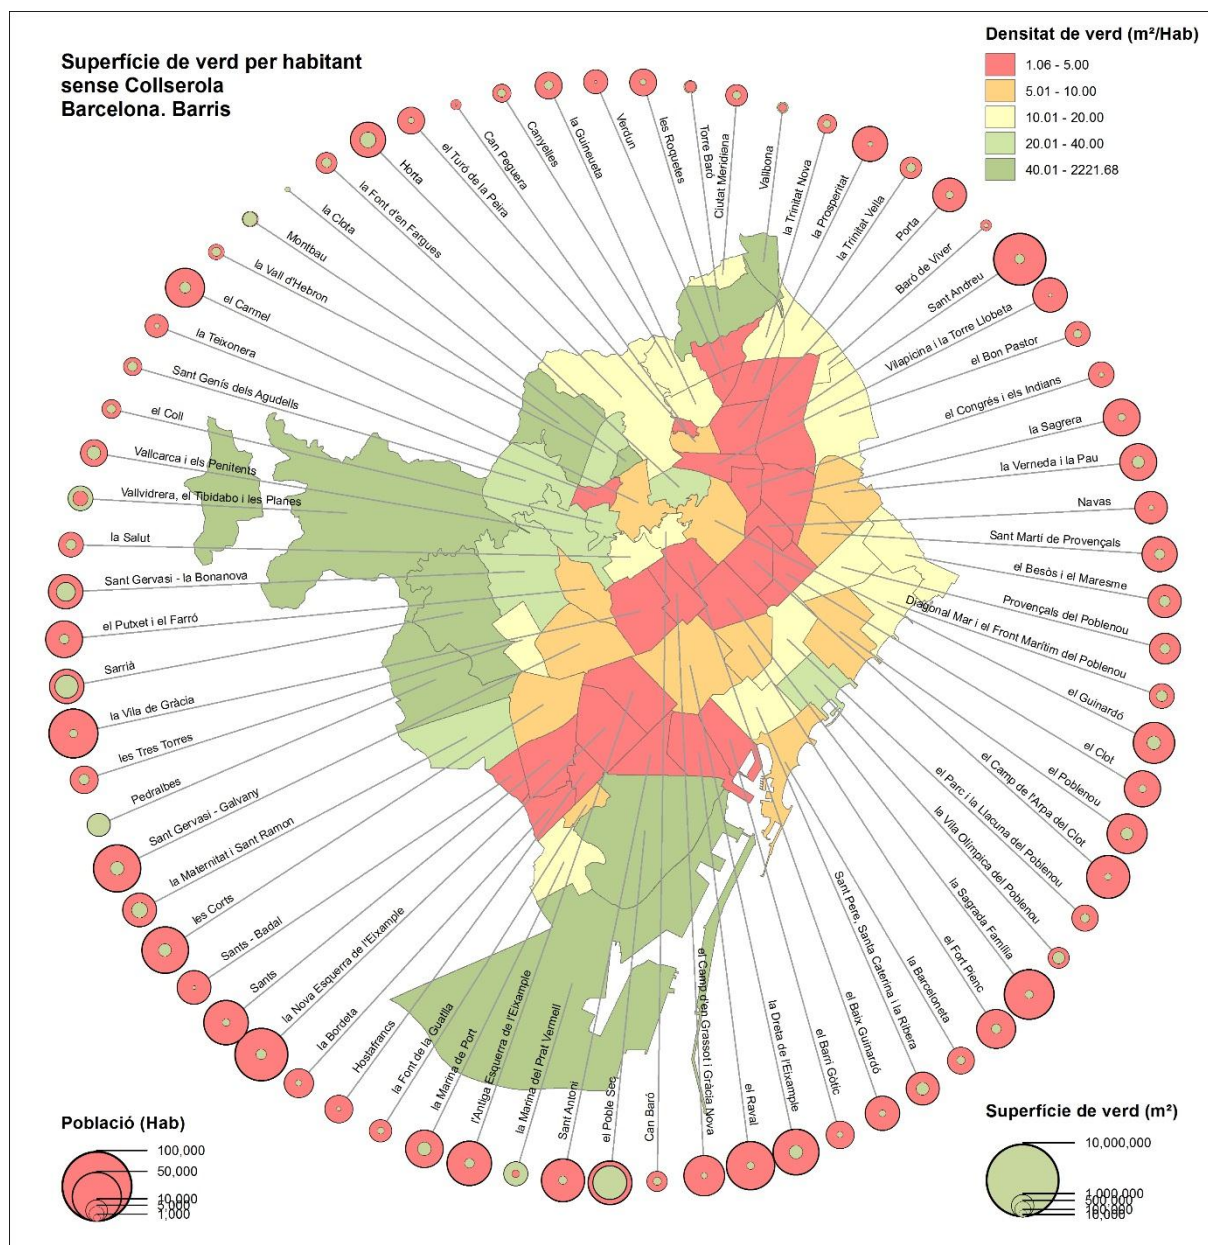 Superfície de verd per habitant
sense Collserola
Barcelona. Barris
Densitat de verd (m²/Hab)
1.06 - 5.00
5.01 - 10.00
10.01 - 20.00
20.01 - 40.00
40.01 - 2221.68
Horta
el Turó de la Peira
Can Peguera
Canyelles
la Guineueta
Verdun
les Roquetes
Torre Baró
Ciutat Meridiana
Vallbona
la Trinitat Nova
la Prosperitat
la Trinitat Vella
Porta
Baró de Viver
Sant Andreu
Vilapicina i la Torre Llobeta
el Bon Pastor
el Congrés i els Indians
la Sagrera
la Verneda i la Pau
Navas
Sant Martí de Provençals
el Besòs i el Maresme
Provençals del Poblenou
Diagonal Mar i el Front Marítim del Poblenou
el Guinardó
el Clot
el Poblenou
el Camp de l'Arpa del Clot
el Parc i la Llacuna del Poblenou
la Vila Olímpica del Poblenou
la Sagrada Família
el Fort Pienc
la Barceloneta
Sant Pere, Santa Caterina i la Ribera
el Baix Guinardó
el Barri Gòtic
la Dreta de l'Eixample
el Raval
el Camp d'en Grassot i Gràcia Nova
Can Baró
el Poble Sec
Sant Antoni
la Marina del Prat Vermell
l'Antiga Esquerra de l'Eixample
la Marina de Port
la Font de la Guatlla
Hostafrancs
la Bordeta
la Nova Esquerra de l'Eixample
Sants
Sants - Badal
les Corts
la Maternitat i Sant Ramon
Sant Gervasi - Galvany
Pedralbes
les Tres Torres
la Vila de Gràcia
Sarrià
el Putxet i el Farró
Sant Gervasi - la Bonanova
la Salut
Vallvidrera, el Tibidabo i les Planes
Vallcarca i els Penitents
el Coll
Sant Genís dels Agudells
la Teixonera
el Carmel
la Vall d'Hebron
Montbau
la Clota
la Font d'en Fargues
Població (Hab)
100,000
50,000
10,000
5,000
1,000
Superfície de verd (m²)
10,000,000
1,000,000
500,000
100,000
10,000